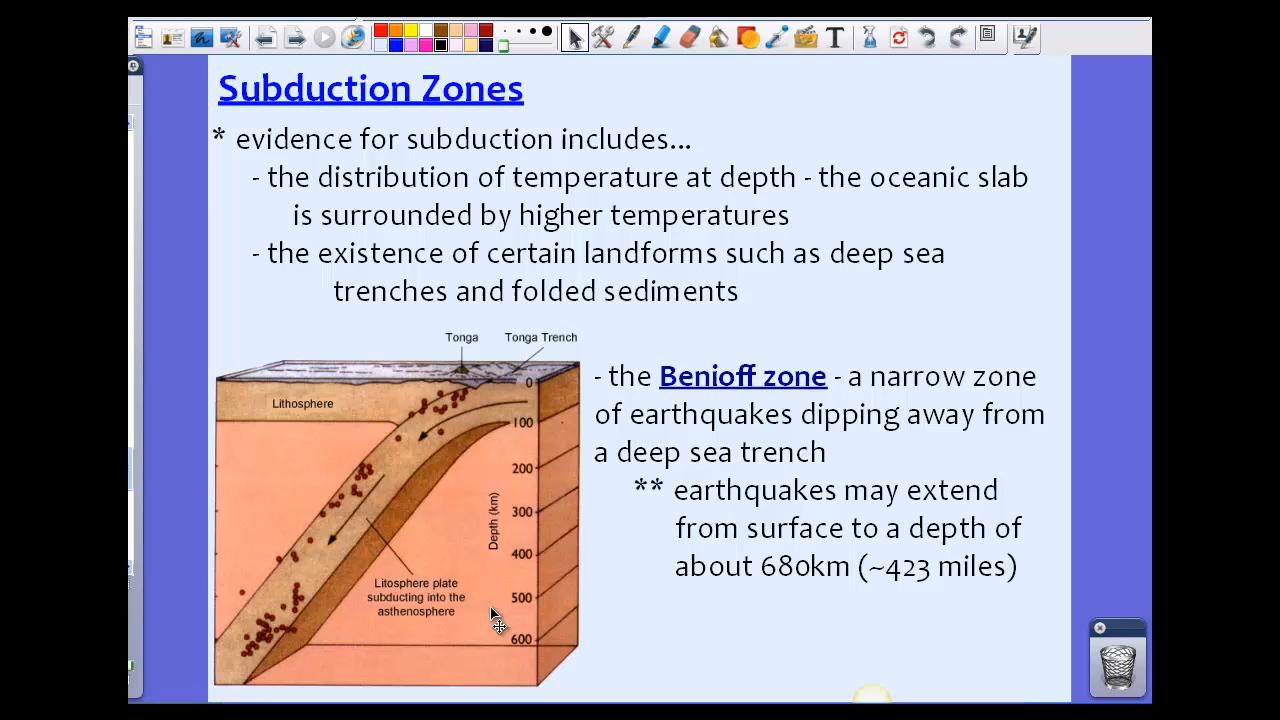 Subduction Zones
* evidence for subduction includes...
- the distribution of temperature at depth - the oceanic slab
is surrounded by higher temperatures
- the existence of certain landforms such as deep sea
trenches and folded sediments
Tonga
Tonga Trench
Lithosphere
0
100
200
300
400
500
600
Depth (km)
Litosphere plate
subducting into the
asthenosphere
- the Benioff zone - a narrow zone
of earthquakes dipping away from
a deep sea trench
** earthquakes may extend
from surface to a depth of
about 680km (~423 miles)